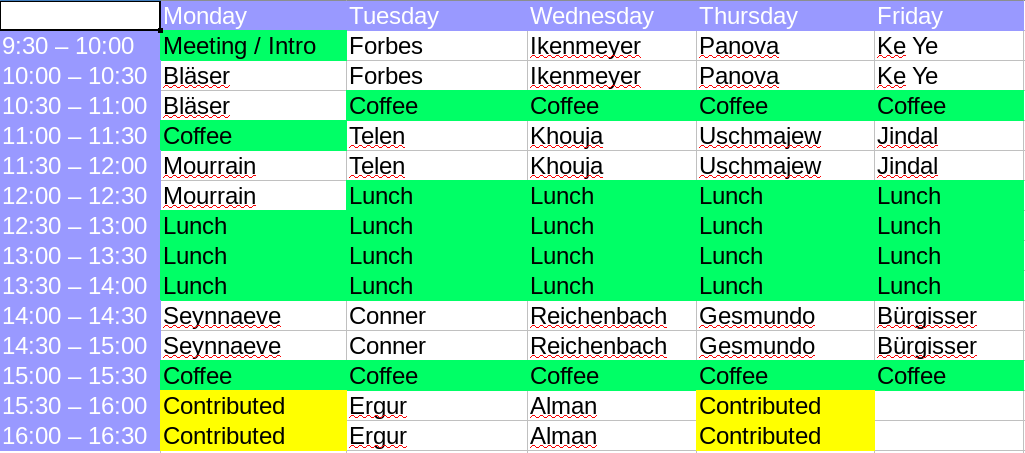 Monday Tuesday Wednesday Thursday Friday
9:30 – 10:00 Meeting / Intro Forbes Ikenmeyer Panova Ke Ye
10:00 – 10:30 Bläser Forbes Ikenmeyer Panova Ke Ye
10:30 – 11:00 Bläser Coffee Coffee Coffee Coffee
11:00 – 11:30 Coffee Telen Khouja Uschmajew Jindal
11:30 – 12:00 Mourrain Telen Khouja Uschmajew Jindal
12:00 – 12:30 Mourrain Lunch Lunch Lunch Lunch
12:30 – 13:00 Lunch Lunch Lunch Lunch Lunch
13:00 – 13:30 Lunch Lunch Lunch Lunch Lunch
13:30 – 14:00 Lunch Lunch Lunch Lunch Lunch
14:00 – 14:30 Seynnaeve Conner Reichenbach Gesmundo Bürgisser
14:30 – 15:00 Seynnaeve Conner Reichenbach Gesmundo Bürgisser
15:00 – 15:30 Coffee Coffee Coffee Coffee Coffee
15:30 – 16:00 Contributed Ergur Alman Contributed
16:00 – 16:30 Contributed Ergur Alman Contributed